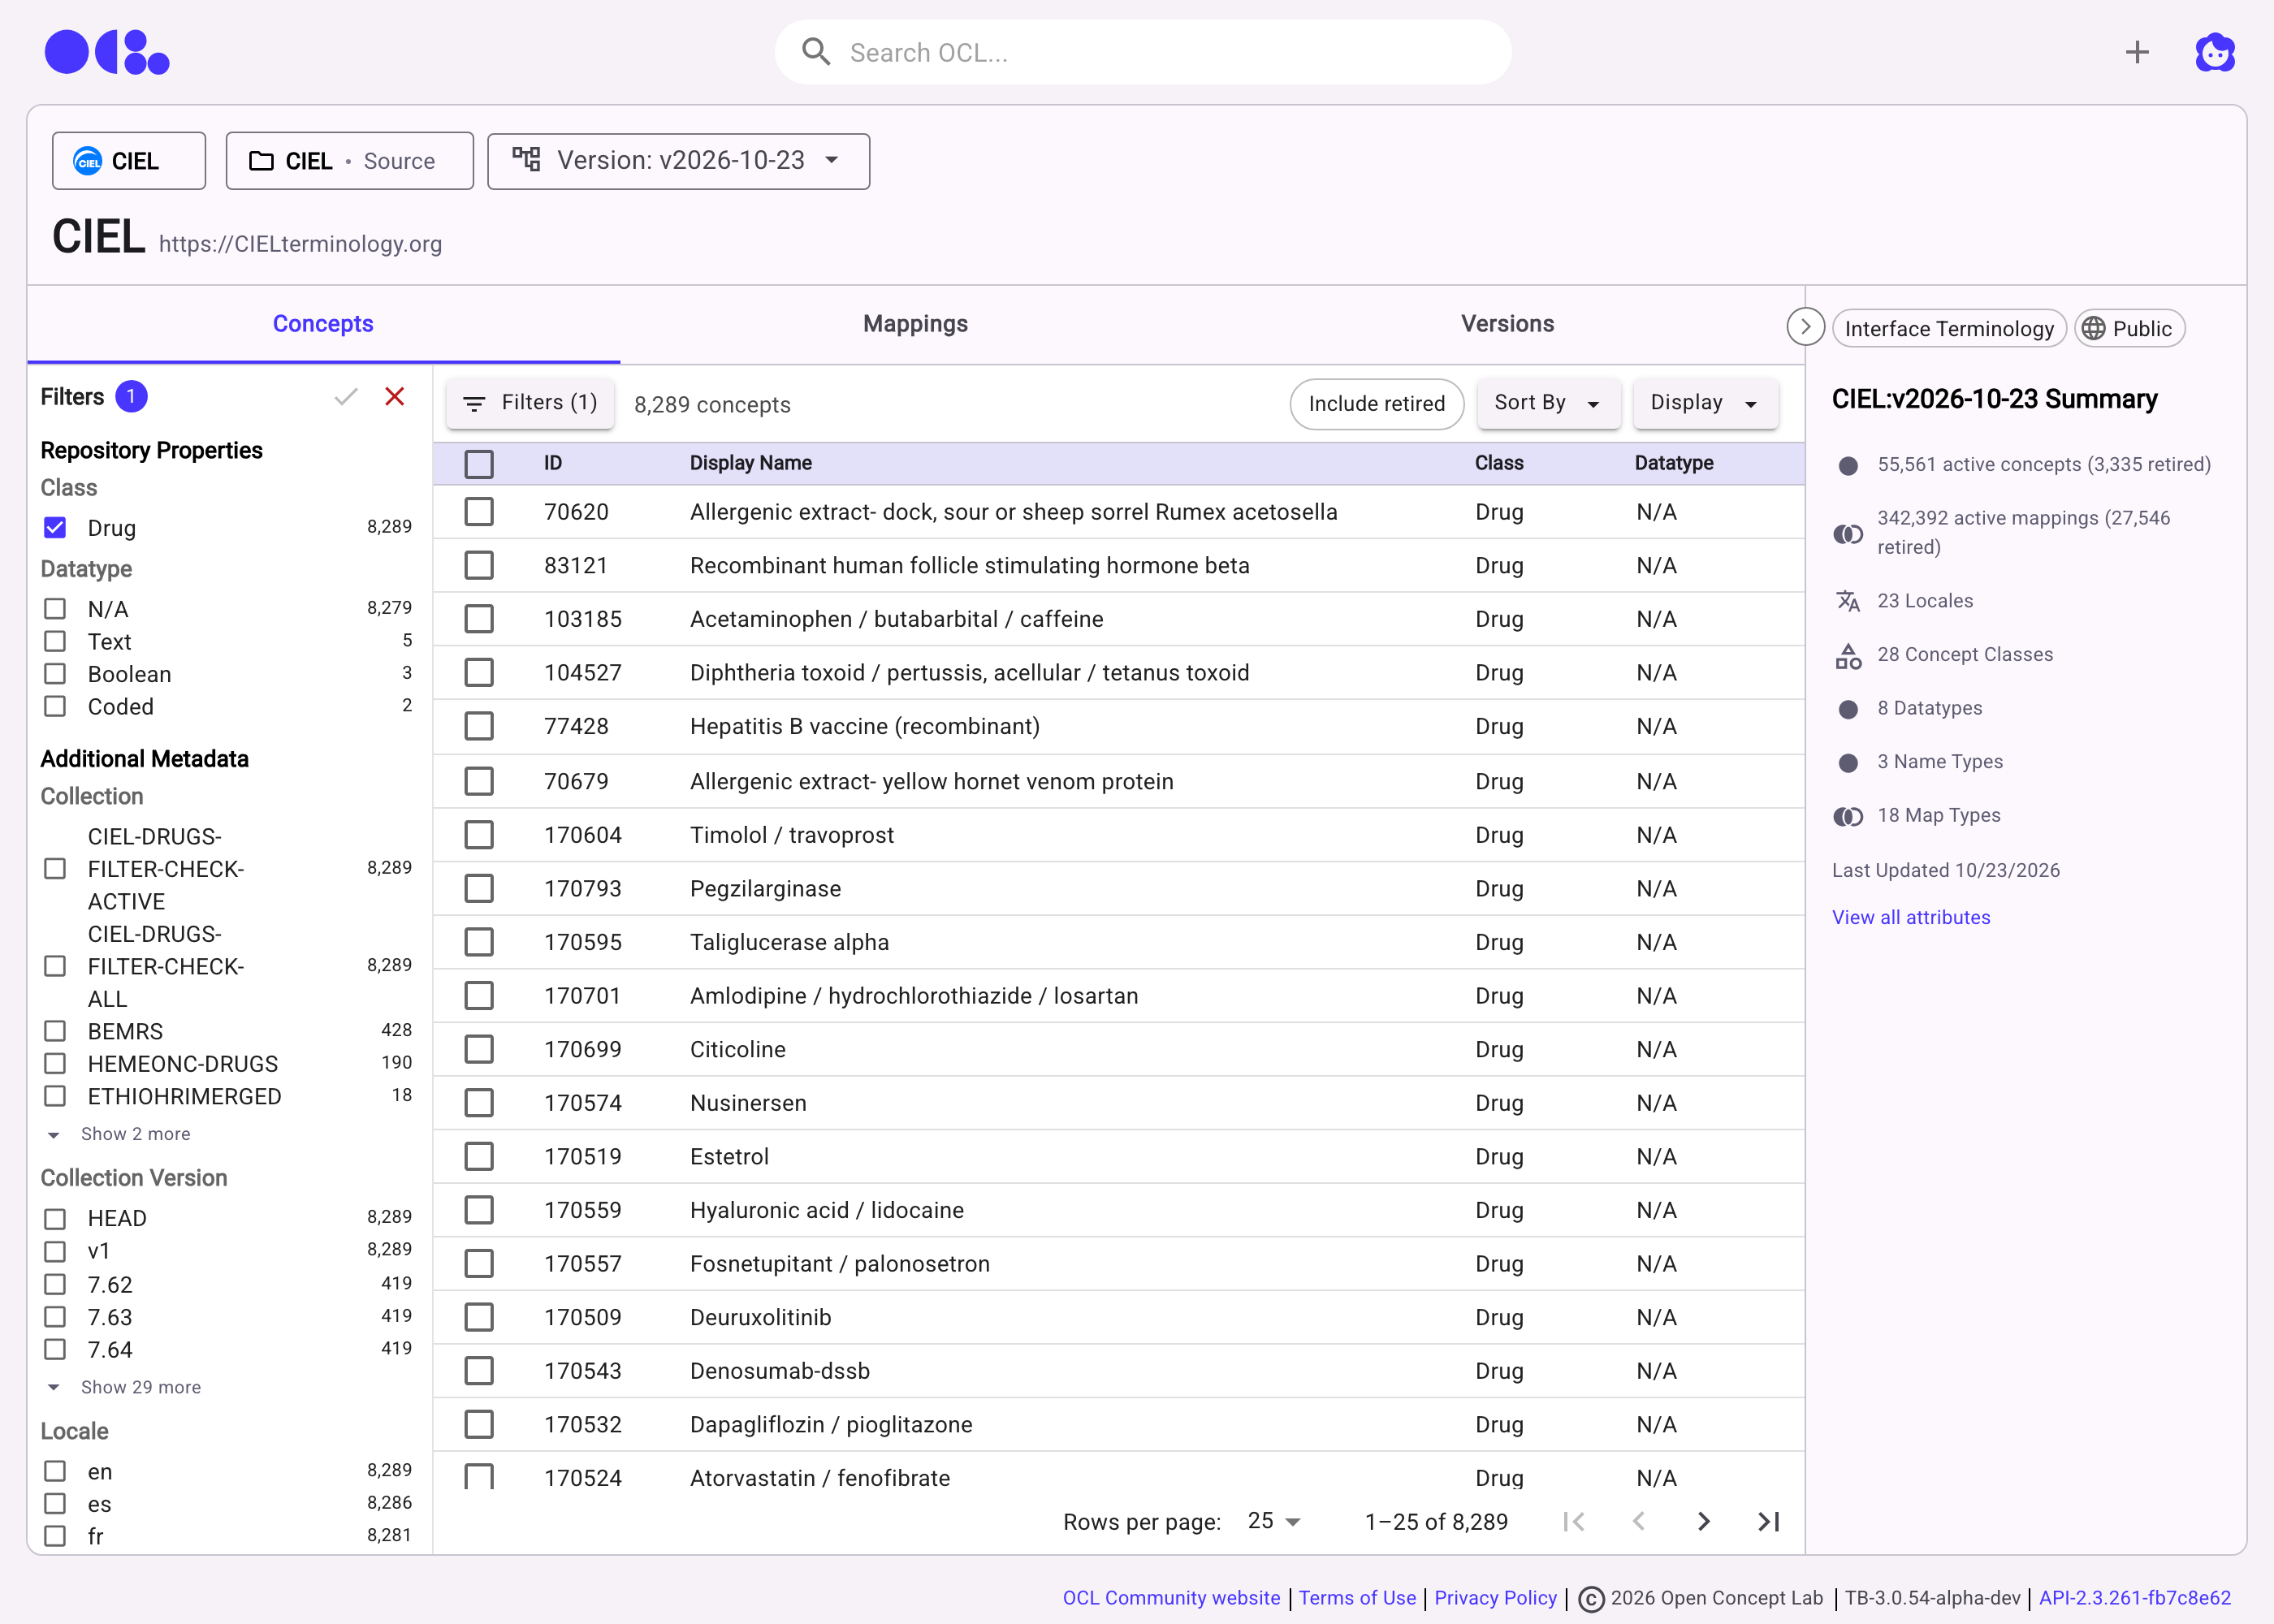 OCL
Search OCL...
CIEL CIEL
CIEL • Source
Version: v2026-10-23
CIEL https://CIELterminology.org
Concepts Mappings Versions
Interface Terminology Public
Filters 1
Repository Properties
Class
Drug 8,289
Datatype
N/A 8,279
Text 5
Boolean 3
Coded 2
Additional Metadata
Collection
CIEL-DRUGS-
FILTER-CHECK- 8,289
ACTIVE
CIEL-DRUGS-
FILTER-CHECK- 8,289
ALL
BEMRS 428
HEMEONC-DRUGS 190
ETHIOHRIMERGED 18
Show 2 more
Collection Version
HEAD 8,289
v1 8,289
7.62 419
7.63 419
7.64 419
Show 29 more
Locale
en 8,289
es 8,286
fr 8,281
Filters (1) 8,289 concepts Include retired Sort By Display
ID Display Name Class Datatype
70620 Allergenic extract- dock, sour or sheep sorrel Rumex acetosella Drug N/A
83121 Recombinant human follicle stimulating hormone beta Drug N/A
103185 Acetaminophen / butabarbital / caffeine Drug N/A
104527 Diphtheria toxoid / pertussis, acellular / tetanus toxoid Drug N/A
77428 Hepatitis B vaccine (recombinant) Drug N/A
70679 Allergenic extract- yellow hornet venom protein Drug N/A
170604 Timolol / travoprost Drug N/A
170793 Pegzilarginase Drug N/A
170595 Taliglucerase alpha Drug N/A
170701 Amlodipine / hydrochlorothiazide / losartan Drug N/A
170699 Citicoline Drug N/A
170574 Nusinersen Drug N/A
170519 Estetrol Drug N/A
170559 Hyaluronic acid / lidocaine Drug N/A
170557 Fosnetupitant / palonosetron Drug N/A
170509 Deuruxolitinib Drug N/A
170543 Denosumab-dssb Drug N/A
170532 Dapagliflozin / pioglitazone Drug N/A
170524 Atorvastatin / fenofibrate Drug N/A
Rows per page: 25 1–25 of 8,289
CIEL:v2026-10-23 Summary
55,561 active concepts (3,335 retired)
342,392 active mappings (27,546
retired)
23 Locales
28 Concept Classes
8 Datatypes
3 Name Types
18 Map Types
Last Updated 10/23/2026
View all attributes
OCL Community website | Terms of Use | Privacy Policy | © 2026 Open Concept Lab | TB-3.0.54-alpha-dev | API-2.3.261-fb7c8e62